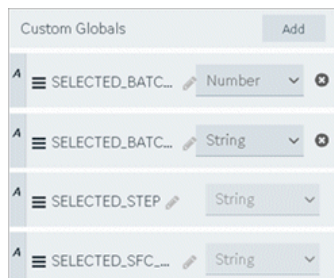 Custom Globals Add
A SELECTED_BATC... Number
A SELECTED_BATC... String
A SELECTED_STEP String
A SELECTED_SFC_... String